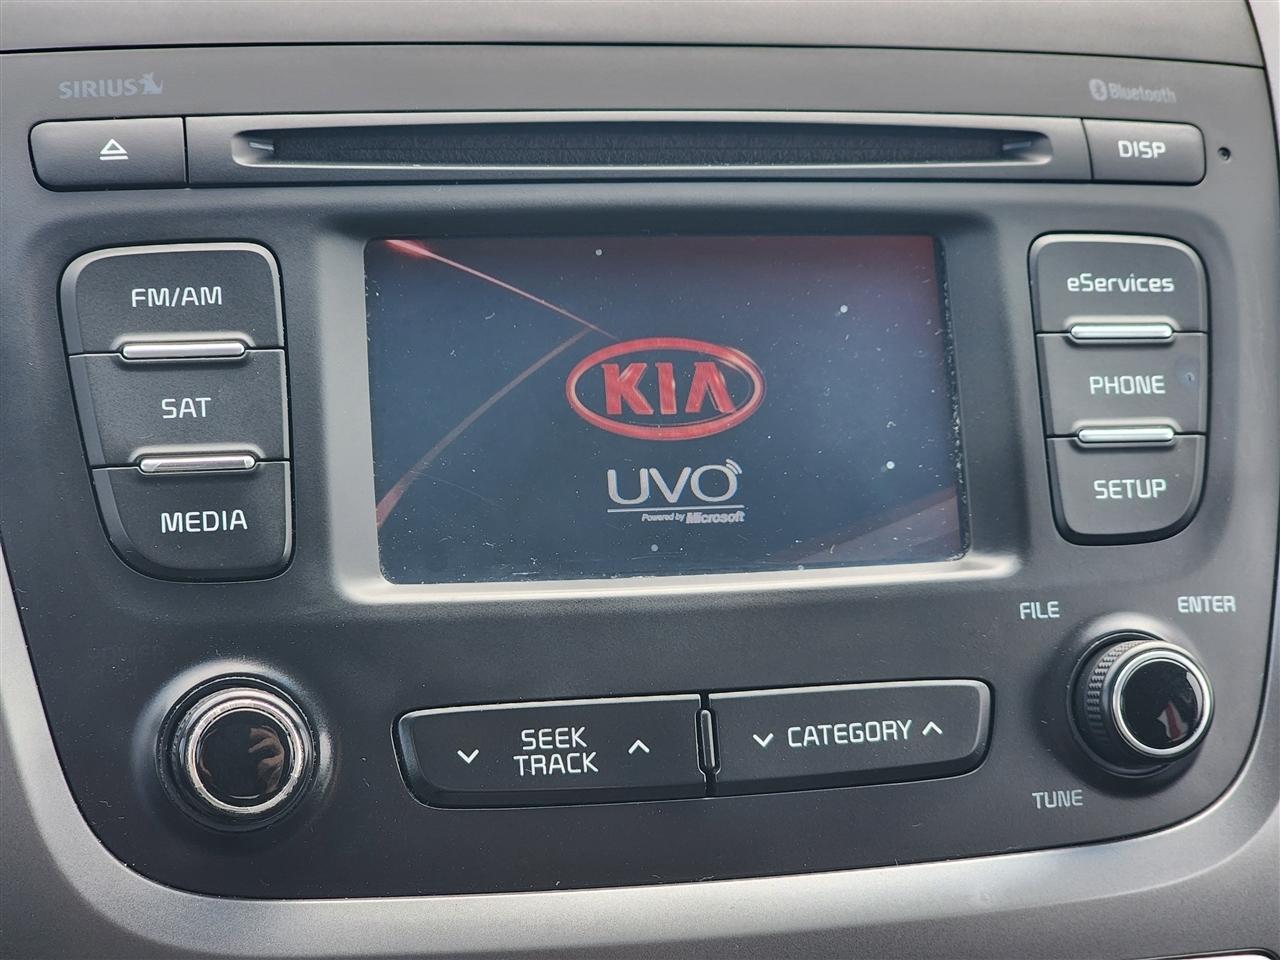 SIRIUS
Bluetooth
DISP
FM/AM
SAT
MEDIA
KIA
UVO
Powered by Microsoft
eServices
PHONE
SETUP
FILE
ENTER
SEEK
TRACK
CATEGORY
TUNE